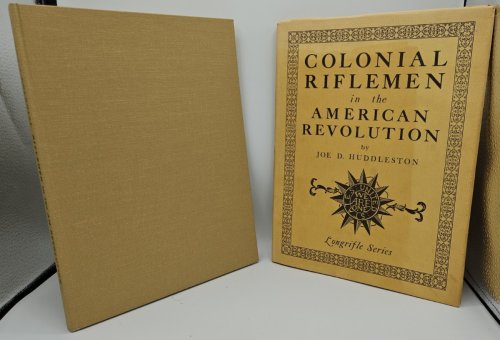 COLONIAL
RIFLEMEN
in the
AMERICAN
REVOLUTION
by
JOE D. HUDDLESTON
Longrifle Series